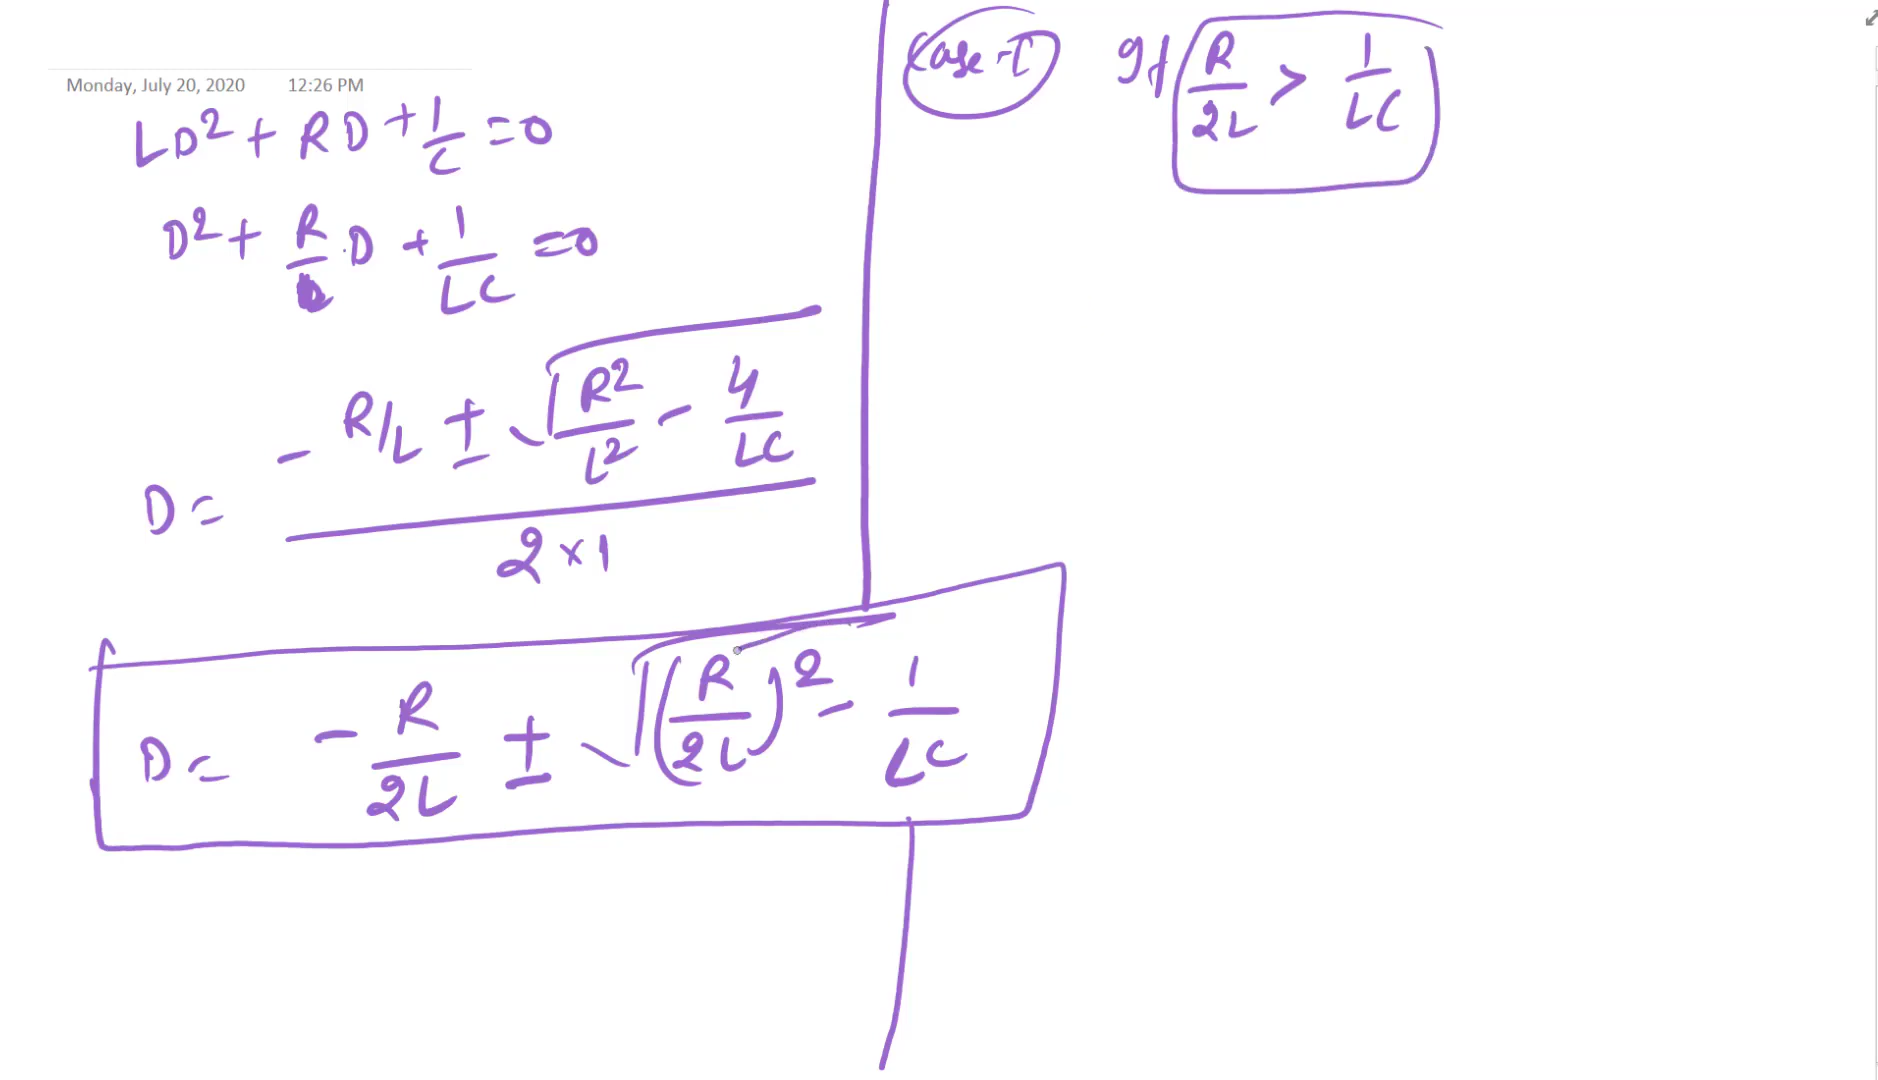 Monday, July 20, 2020 12:26 PM
LD² + RD + 1/C = 0
D² + R/L · D + 1/LC = 0
D = (- R/L ± √(R²/L² - 4/LC)) / (2 × 1)
D = - R/2L ± √((R/2L)² - 1/LC)
Case - I If R/2L > 1/LC